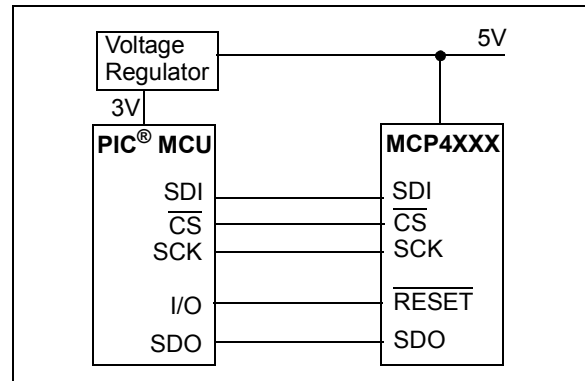 5V
Voltage
Regulator
3V
PIC® MCU
MCP4XXX
SDI
SDI
CS
CS
SCK
SCK
I/O
RESET
SDO
SDO